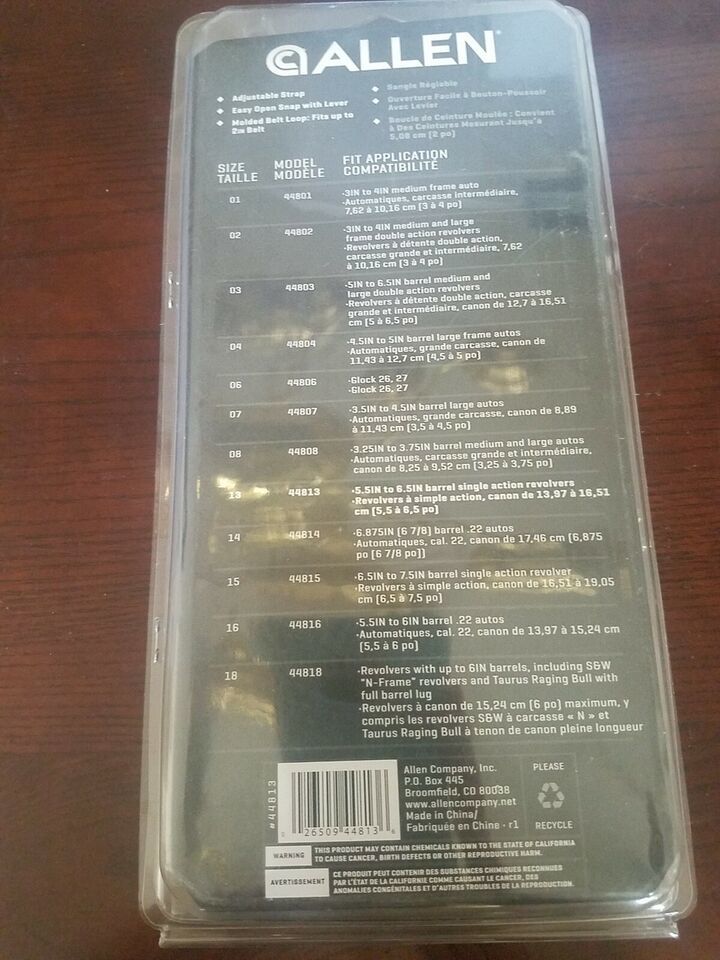 ALLEN
◆ Adjustable Strap
◆ Easy Open Snap with Lever
◆ Molded Belt Loop: Fits up to
2IN Belt
◆ Sangle Réglable
◆ Ouverture Facile à Bouton-Poussoir
Avec Levier
◆ Boucle de Ceinture Moulée : Convient
à Des Ceintures Mesurant Jusqu'à
5,08 cm [2 po]
SIZE MODEL FIT APPLICATION
TAILLE MODÈLE COMPATIBILITÉ
01 44801 •3IN to 4IN medium frame auto
•Automatiques, carcasse intermédiaire,
7,62 à 10,16 cm [3 à 4 po]
02 44802 •3IN to 4IN medium and large
frame double action revolvers
•Revolvers à détente double action,
carcasse grande et intermédiaire, 7,62
à 10,16 cm [3 à 4 po]
03 44803 •5IN to 6.5IN barrel medium and
large double action revolvers
•Revolvers à détente double action, carcasse
grande et intermédiaire, canon de 12,7 à 16,51
cm [5 à 6,5 po]
04 44804 •4.5IN to 5IN barrel large frame autos
•Automatiques, grande carcasse, canon de
11,43 à 12,7 cm [4,5 à 5 po]
06 44806 •Glock 26, 27
•Glock 26, 27
07 44807 •3.5IN to 4.5IN barrel large autos
•Automatiques, grande carcasse, canon de 8,89
à 11,43 cm [3,5 à 4,5 po]
08 44808 •3.25IN to 3.75IN barrel medium and large autos
•Automatiques, carcasse grande et intermédiaire,
canon de 8,25 à 9,52 cm [3,25 à 3,75 po]
13 44813 •5.5IN to 6.5IN barrel single action revolvers
•Revolvers à simple action, canon de 13,97 à 16,51
cm [5,5 à 6,5 po]
14 44814 •6.875IN [6 7/8] barrel .22 autos
•Automatiques, cal. 22, canon de 17,46 cm [6,875
po [6 7/8 po]]
15 44815 •6.5IN to 7.5IN barrel single action revolver
•Revolvers à simple action, canon de 16,51 à 19,05
cm [6,5 à 7,5 po]
16 44816 •5.5IN to 6IN barrel .22 autos
•Automatiques, cal. 22, canon de 13,97 à 15,24 cm
[5,5 à 6 po]
18 44818 •Revolvers with up to 6IN barrels, including S&W
"N-Frame" revolvers and Taurus Raging Bull with
full barrel lug
•Revolvers à canon de 15,24 cm [6 po] maximum, y
compris les revolvers S&W à carcasse « N » et
Taurus Raging Bull à tenon de canon pleine longueur
#44813
0 26509 44813 6
Allen Company, Inc.
P.O. Box 445
Broomfield, CO 80038
www.allencompany.net
Made in China/
Fabriquée en Chine - r1
PLEASE
RECYCLE
WARNING THIS PRODUCT MAY CONTAIN CHEMICALS KNOWN TO THE STATE OF CALIFORNIA
TO CAUSE CANCER, BIRTH DEFECTS OR OTHER REPRODUCTIVE HARM.
AVERTISSEMENT CE PRODUIT PEUT CONTENIR DES SUBSTANCES CHIMIQUES RECONNUES
PAR L'ÉTAT DE LA CALIFORNIE COMME CAUSANT LE CANCER, DES
ANOMALIES CONGÉNITALES ET D'AUTRES TROUBLES DE LA REPRODUCTION.